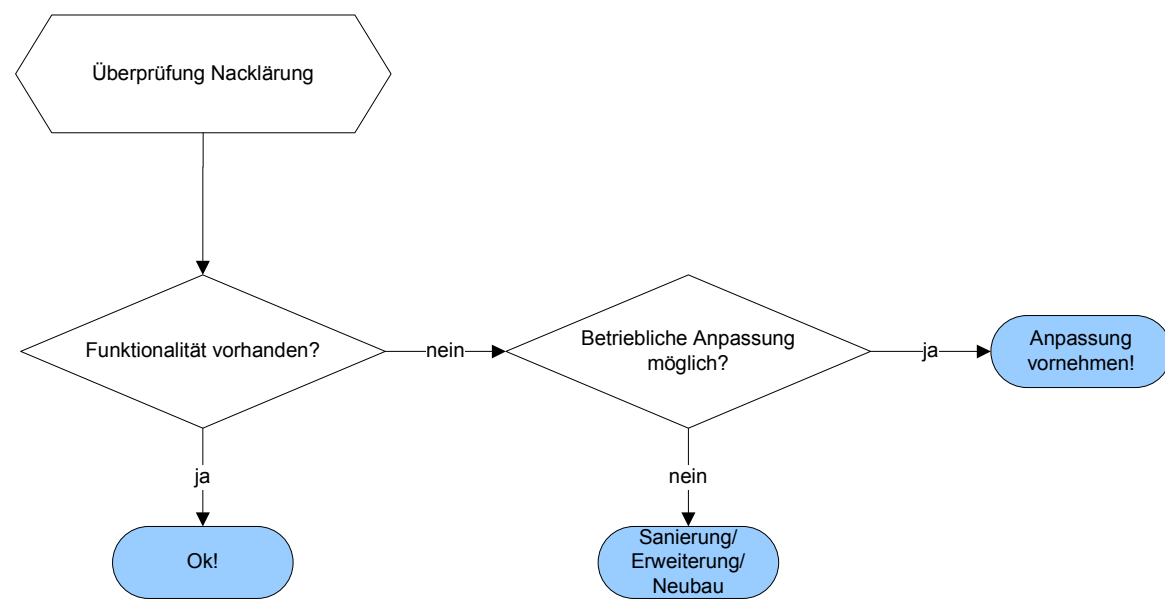 Überprüfung Nacklärung
Funktionalität vorhanden?
nein
Betriebliche Anpassung
möglich?
ja
Anpassung
vornehmen!
ja
nein
Ok!
Sanierung/
Erweiterung/
Neubau